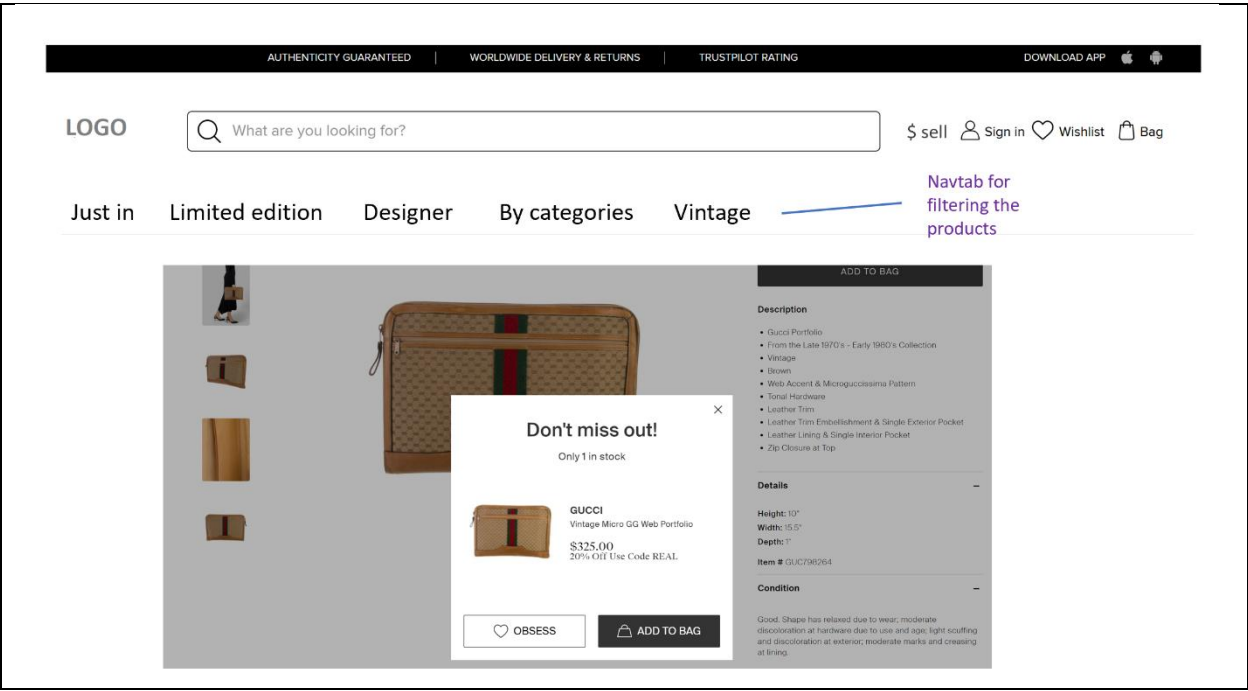 AUTHENTICITY GUARANTEED | WORLDWIDE DELIVERY & RETURNS | TRUSTPILOT RATING DOWNLOAD APP
LOGO
What are you looking for?
$ sell Sign in Wishlist Bag
Just in Limited edition Designer By categories Vintage
Navtab for
filtering the
products
ADD TO BAG
Description
• Gucci Portfolio
• From the Late 1970's - Early 1980's Collection
• Vintage
• Brown
• Web Accent & Microguccissima Pattern
• Tonal Hardware
• Leather Trim
• Leather Trim Embellishment & Single Exterior Pocket
• Leather Lining & Single Interior Pocket
• Zip Closure at Top
Details –
Height: 10"
Width: 15.5"
Depth: 1"
Item # GUC798264
Condition –
Good. Shape has relaxed due to wear; moderate
discoloration at hardware due to use and age; light scuffing
and discoloration at exterior; moderate marks and creasing
at lining.
Don't miss out!
Only 1 in stock
GUCCI
Vintage Micro GG Web Portfolio
$325.00
20% Off Use Code REAL
OBSESS
ADD TO BAG